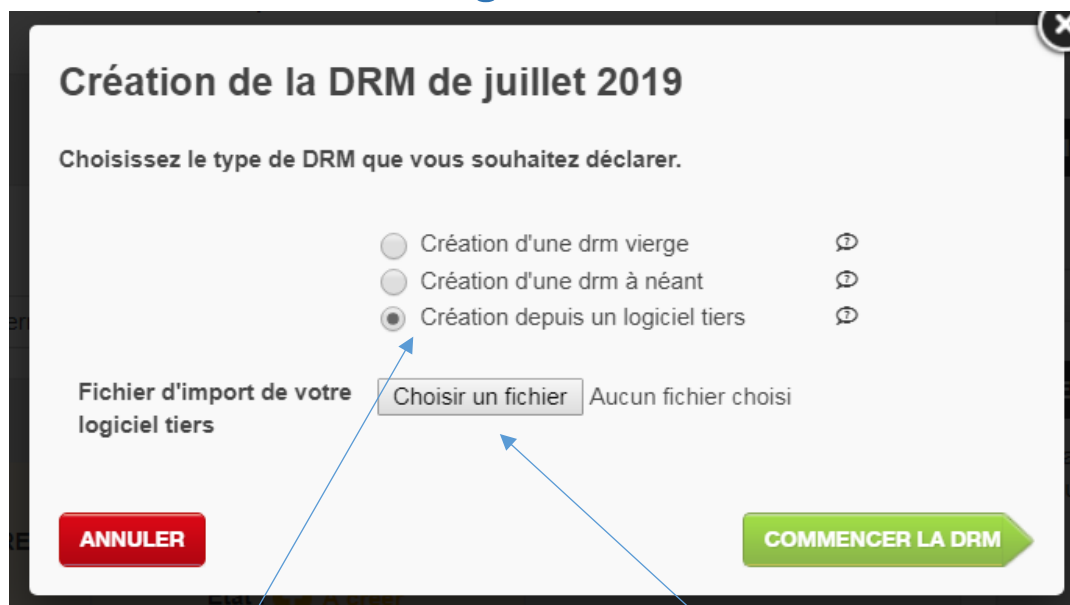 Création de la DRM de juillet 2019
Choisissez le type de DRM que vous souhaitez déclarer.
Création d'une drm vierge
Création d'une drm à néant
Création depuis un logiciel tiers
Fichier d'import de votre logiciel tiers
Choisir un fichier Aucun fichier choisi
ANNULER
COMMENCER LA DRM